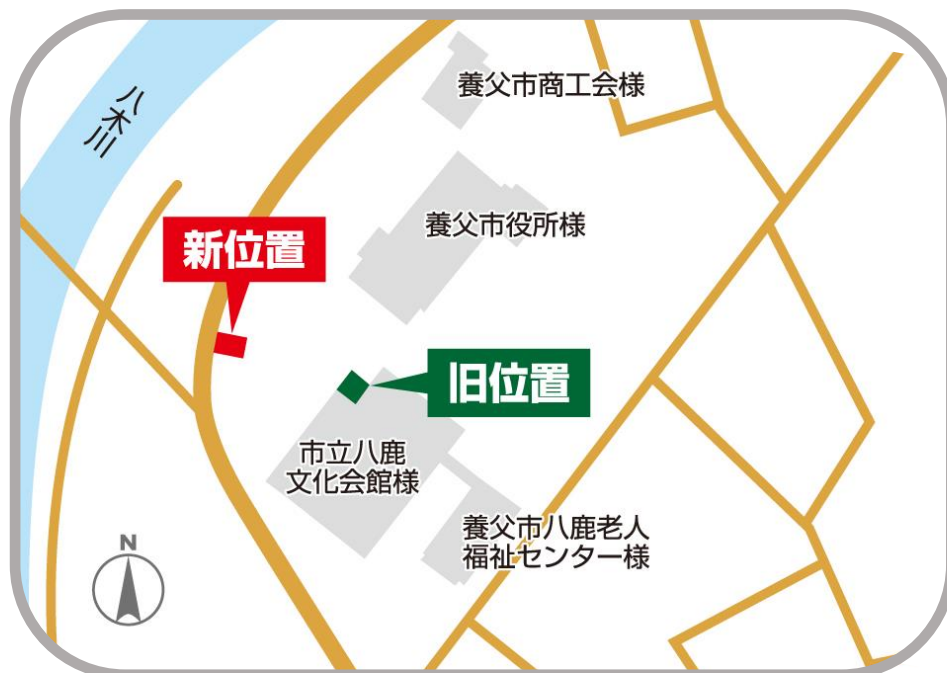 養父市商工会様
八木川
養父市役所様
新位置
旧位置
市立八鹿
文化会館様
養父市八鹿老人
福祉センター様
N